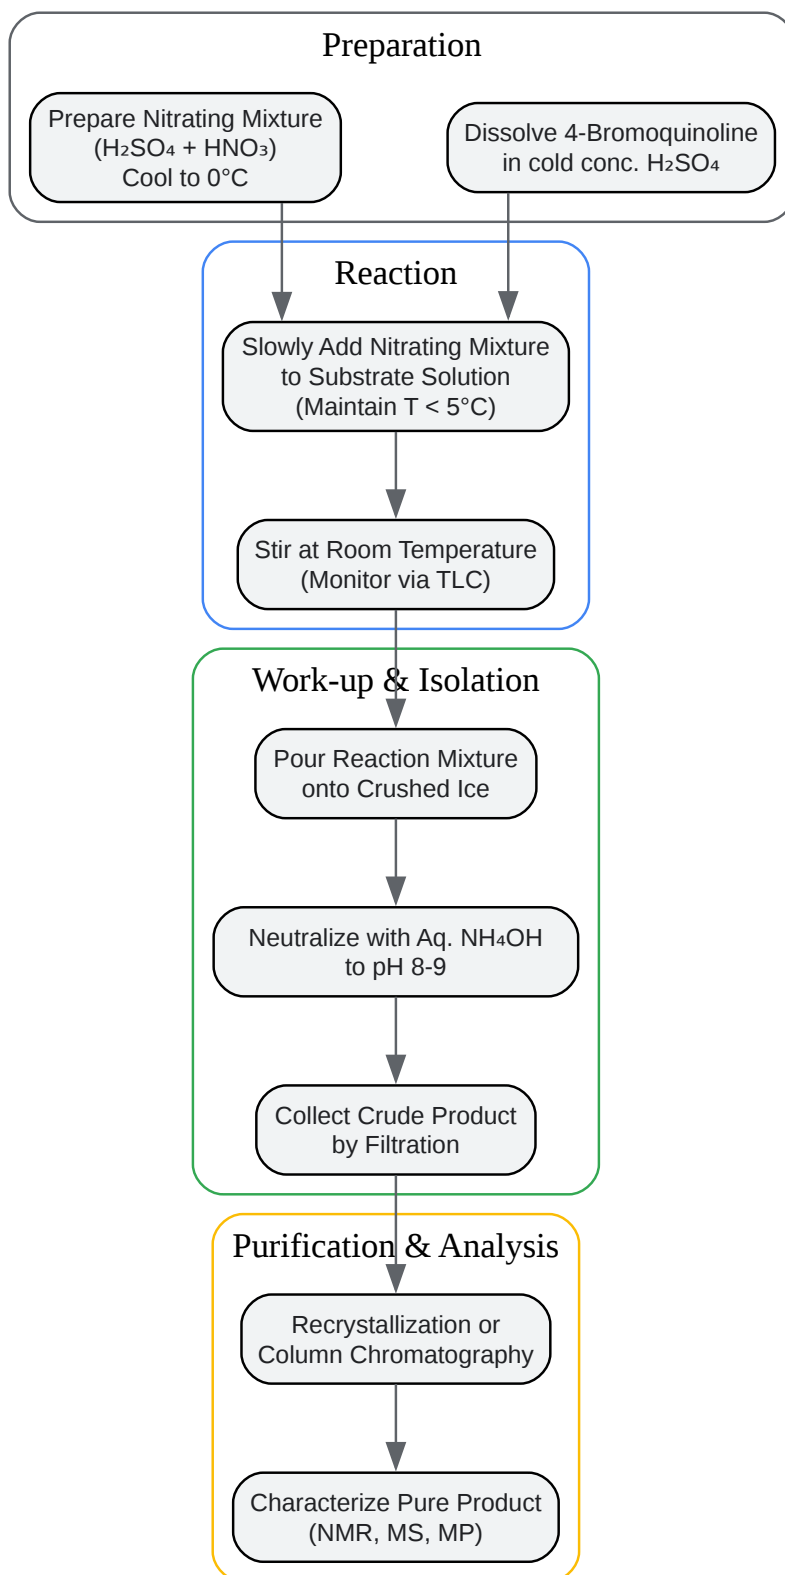 Preparation
Prepare Nitrating Mixture
(H₂SO₄ + HNO₃)
Cool to 0°C
Dissolve 4-Bromoquinoline
in cold conc. H₂SO₄
Reaction
Slowly Add Nitrating Mixture
to Substrate Solution
(Maintain T < 5°C)
Stir at Room Temperature
(Monitor via TLC)
Work-up & Isolation
Pour Reaction Mixture
onto Crushed Ice
Neutralize with Aq. NH₄OH
to pH 8-9
Collect Crude Product
by Filtration
Purification & Analysis
Recrystallization or
Column Chromatography
Characterize Pure Product
(NMR, MS, MP)